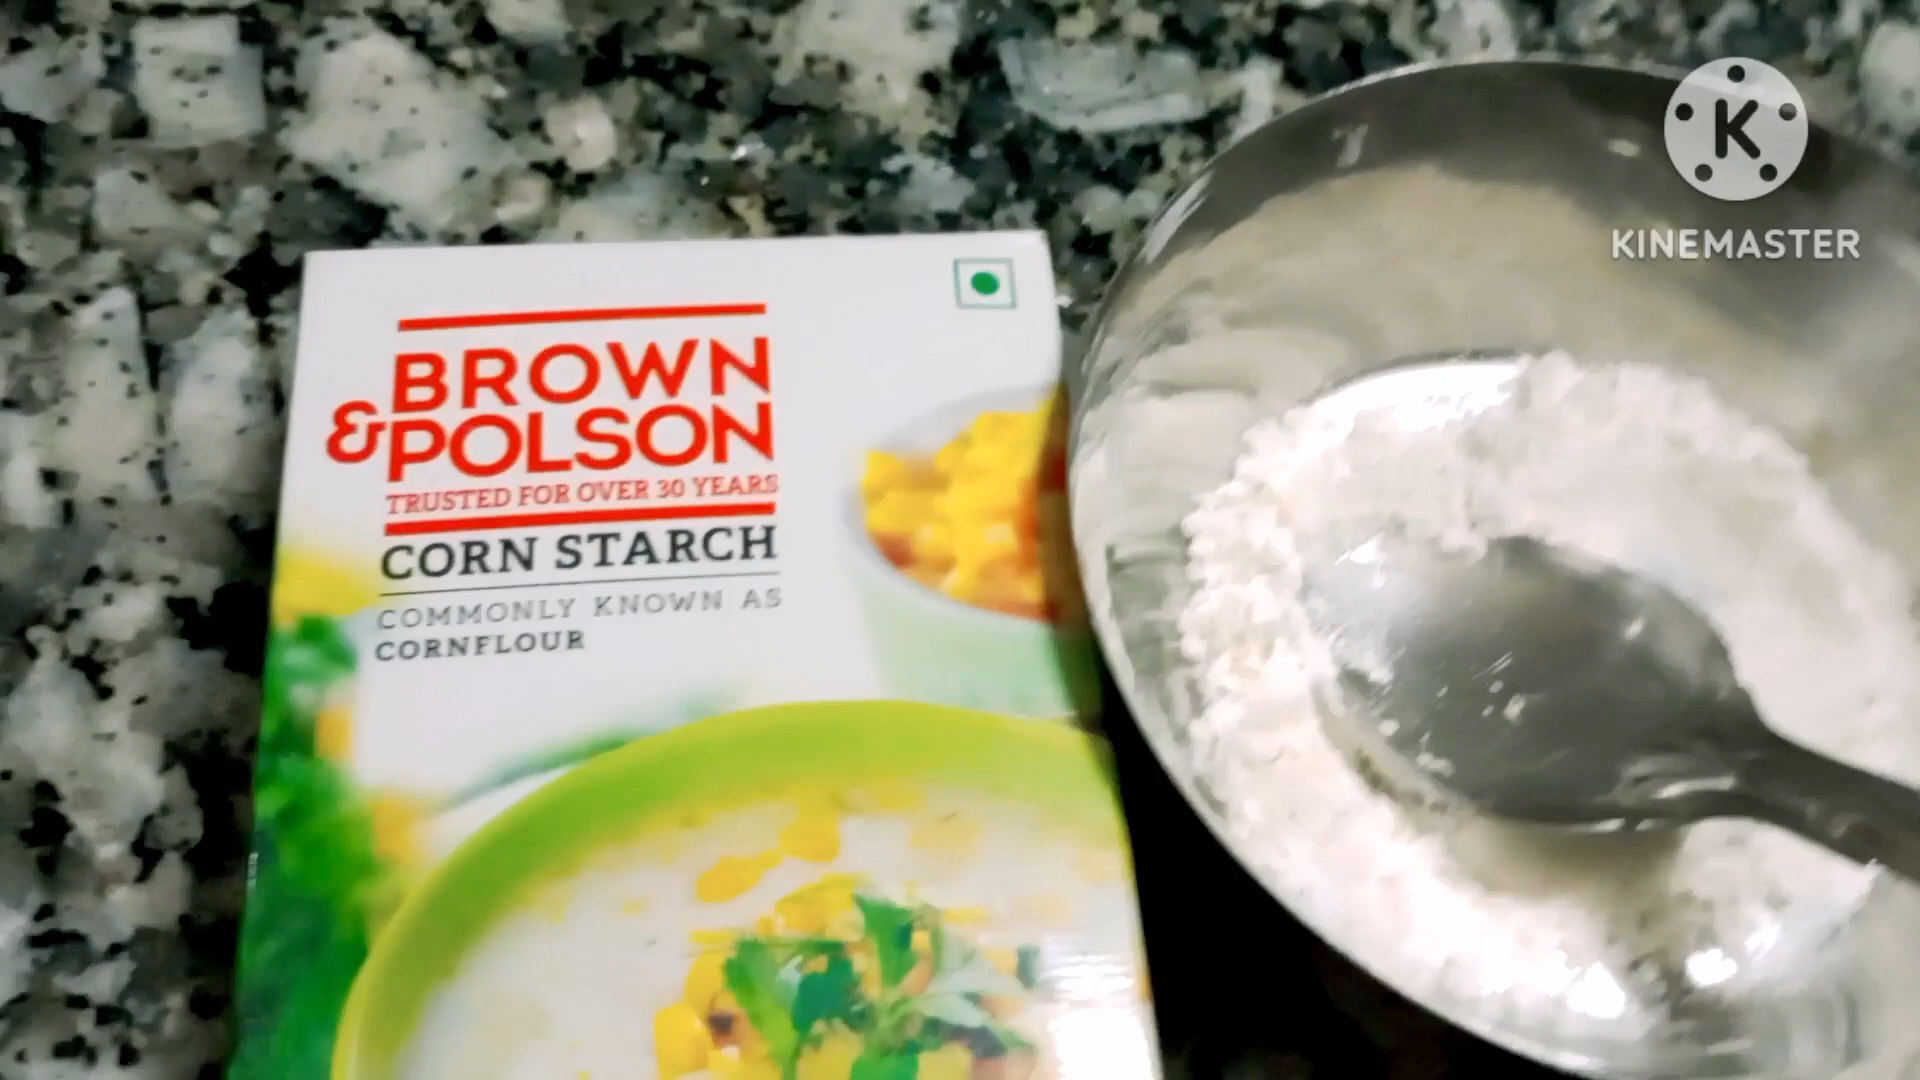 BROWN
& POLSON
TRUSTED FOR OVER 30 YEARS
CORN STARCH
COMMONLY KNOWN AS
CORNFLOUR
K
KINEMASTER